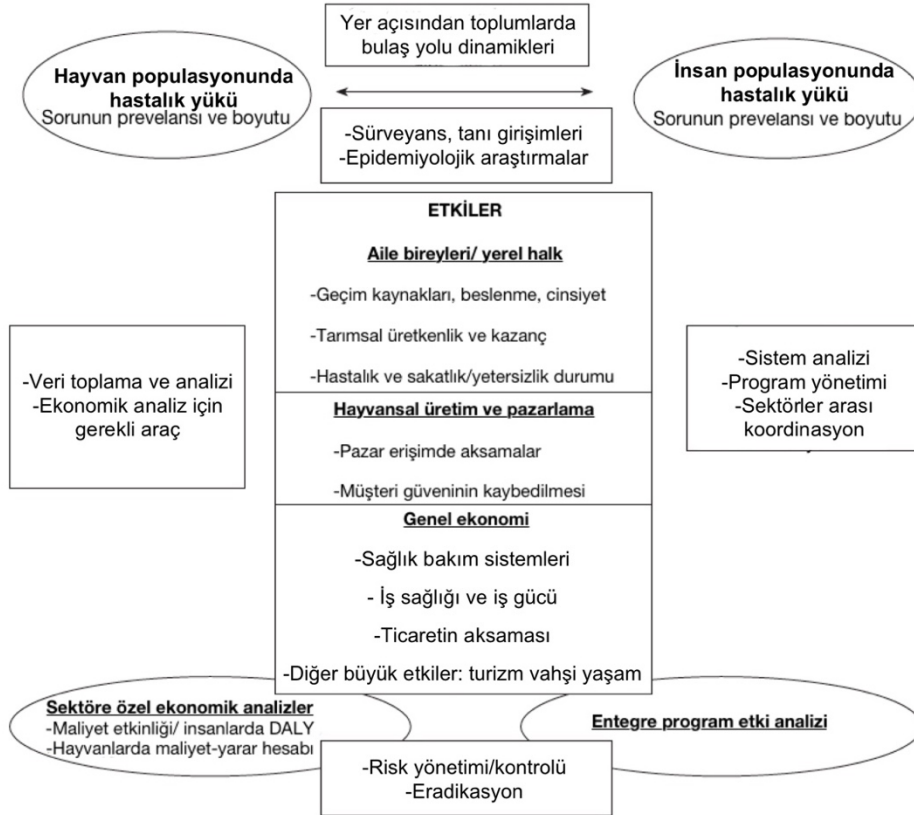 Yer açısından toplumlarda
bulaş yolu dinamikleri
Hayvan populasyonunda
hastalık yükü
Sorunun prevelansı ve boyutu
İnsan populasyonunda
hastalık yükü
Sorunun prevelansı ve boyutu
-Sürveyans, tanı girişimleri
-Epidemiyolojik araştırmalar
ETKİLER
Aile bireyleri/ yerel halk
-Geçim kaynakları, beslenme, cinsiyet
-Tarımsal üretkenlik ve kazanç
-Hastalık ve sakatlık/yetersizlik durumu
Hayvansal üretim ve pazarlama
-Pazar erişimde aksamalar
-Müşteri güveninin kaybedilmesi
Genel ekonomi
-Sağlık bakım sistemleri
- İş sağlığı ve iş gücü
-Ticaretin aksaması
-Diğer büyük etkiler: turizm vahşi yaşam
-Veri toplama ve analizi
-Ekonomik analiz için
gerekli araç
-Sistem analizi
-Program yönetimi
-Sektörler arası
koordinasyon
Sektöre özel ekonomik analizler
-Maliyet etkinliği/ insanlarda DALY
-Hayvanlarda maliyet-yarar hesabı
Entegre program etki analizi
-Risk yönetimi/kontrolü
-Eradikasyon